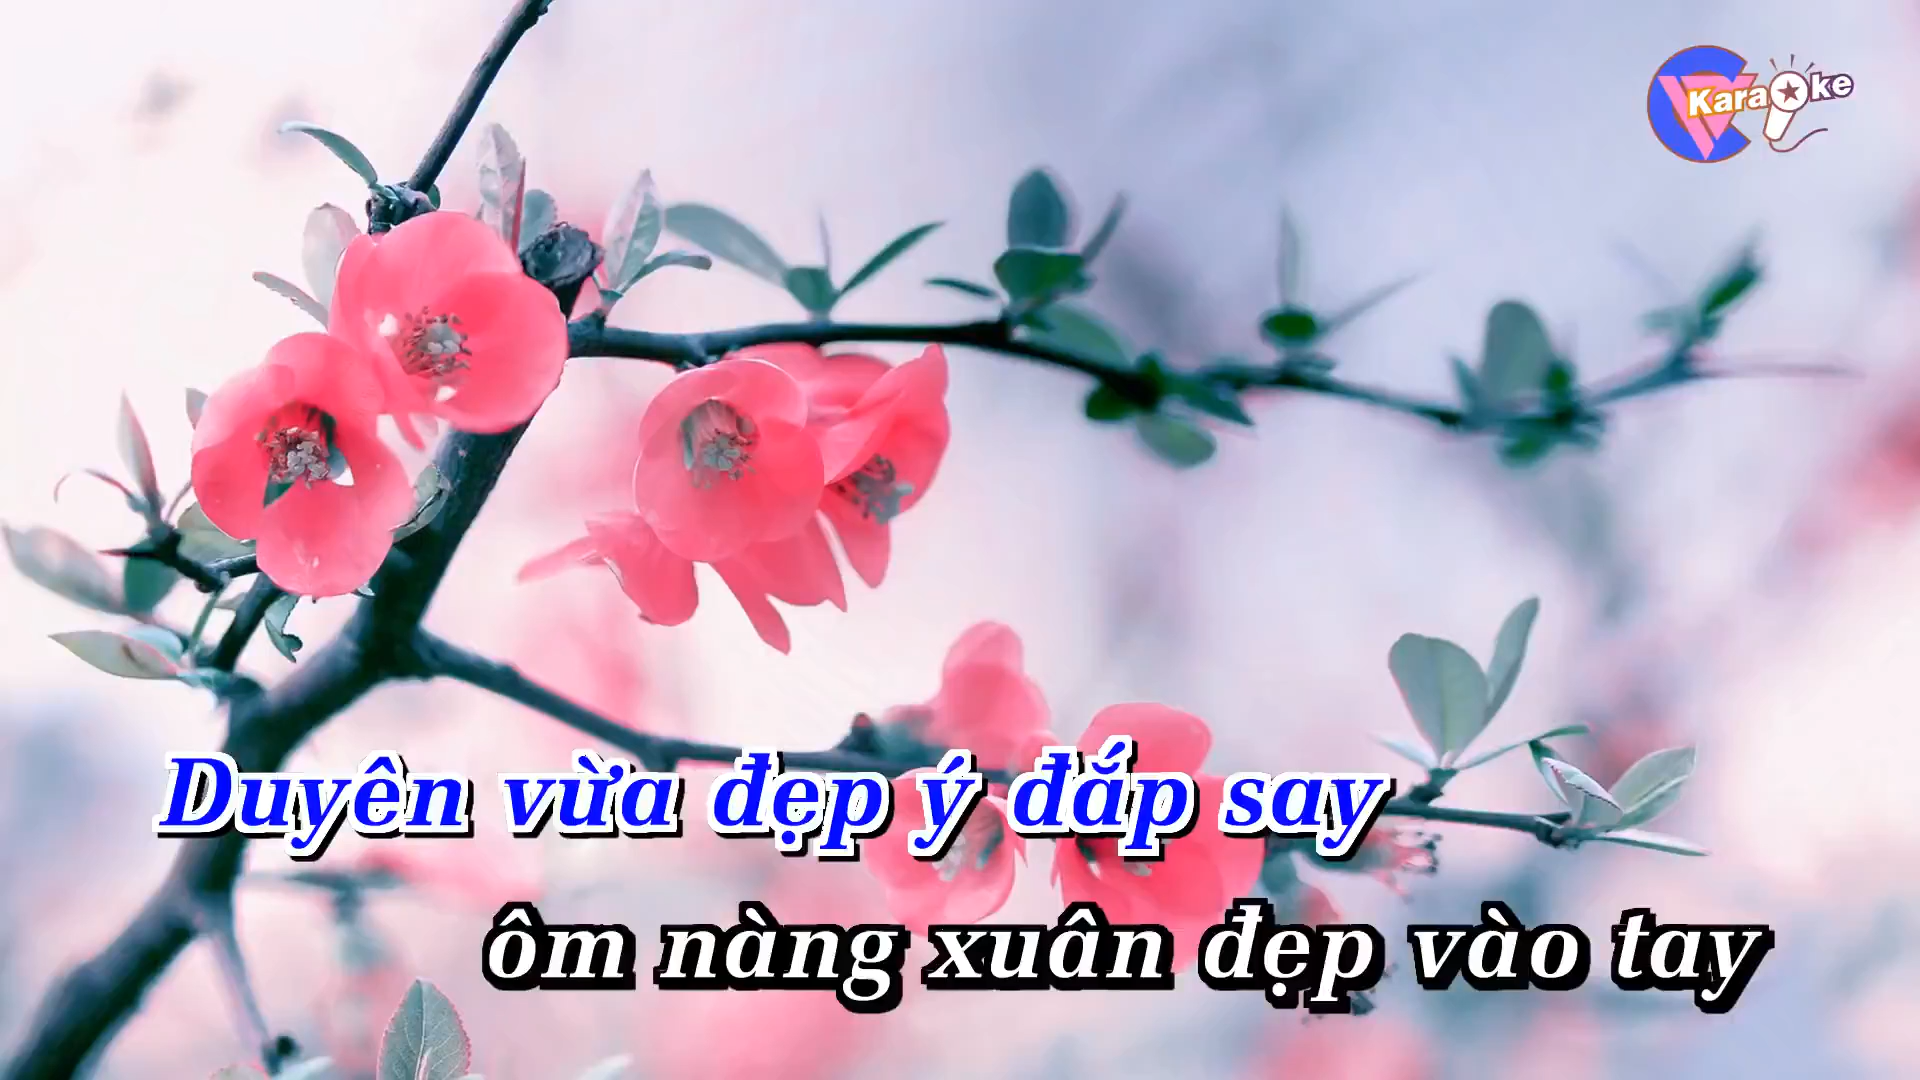 Karaoke
Duyên vừa đẹp ý đắp say
ôm nàng xuân đẹp vào tay